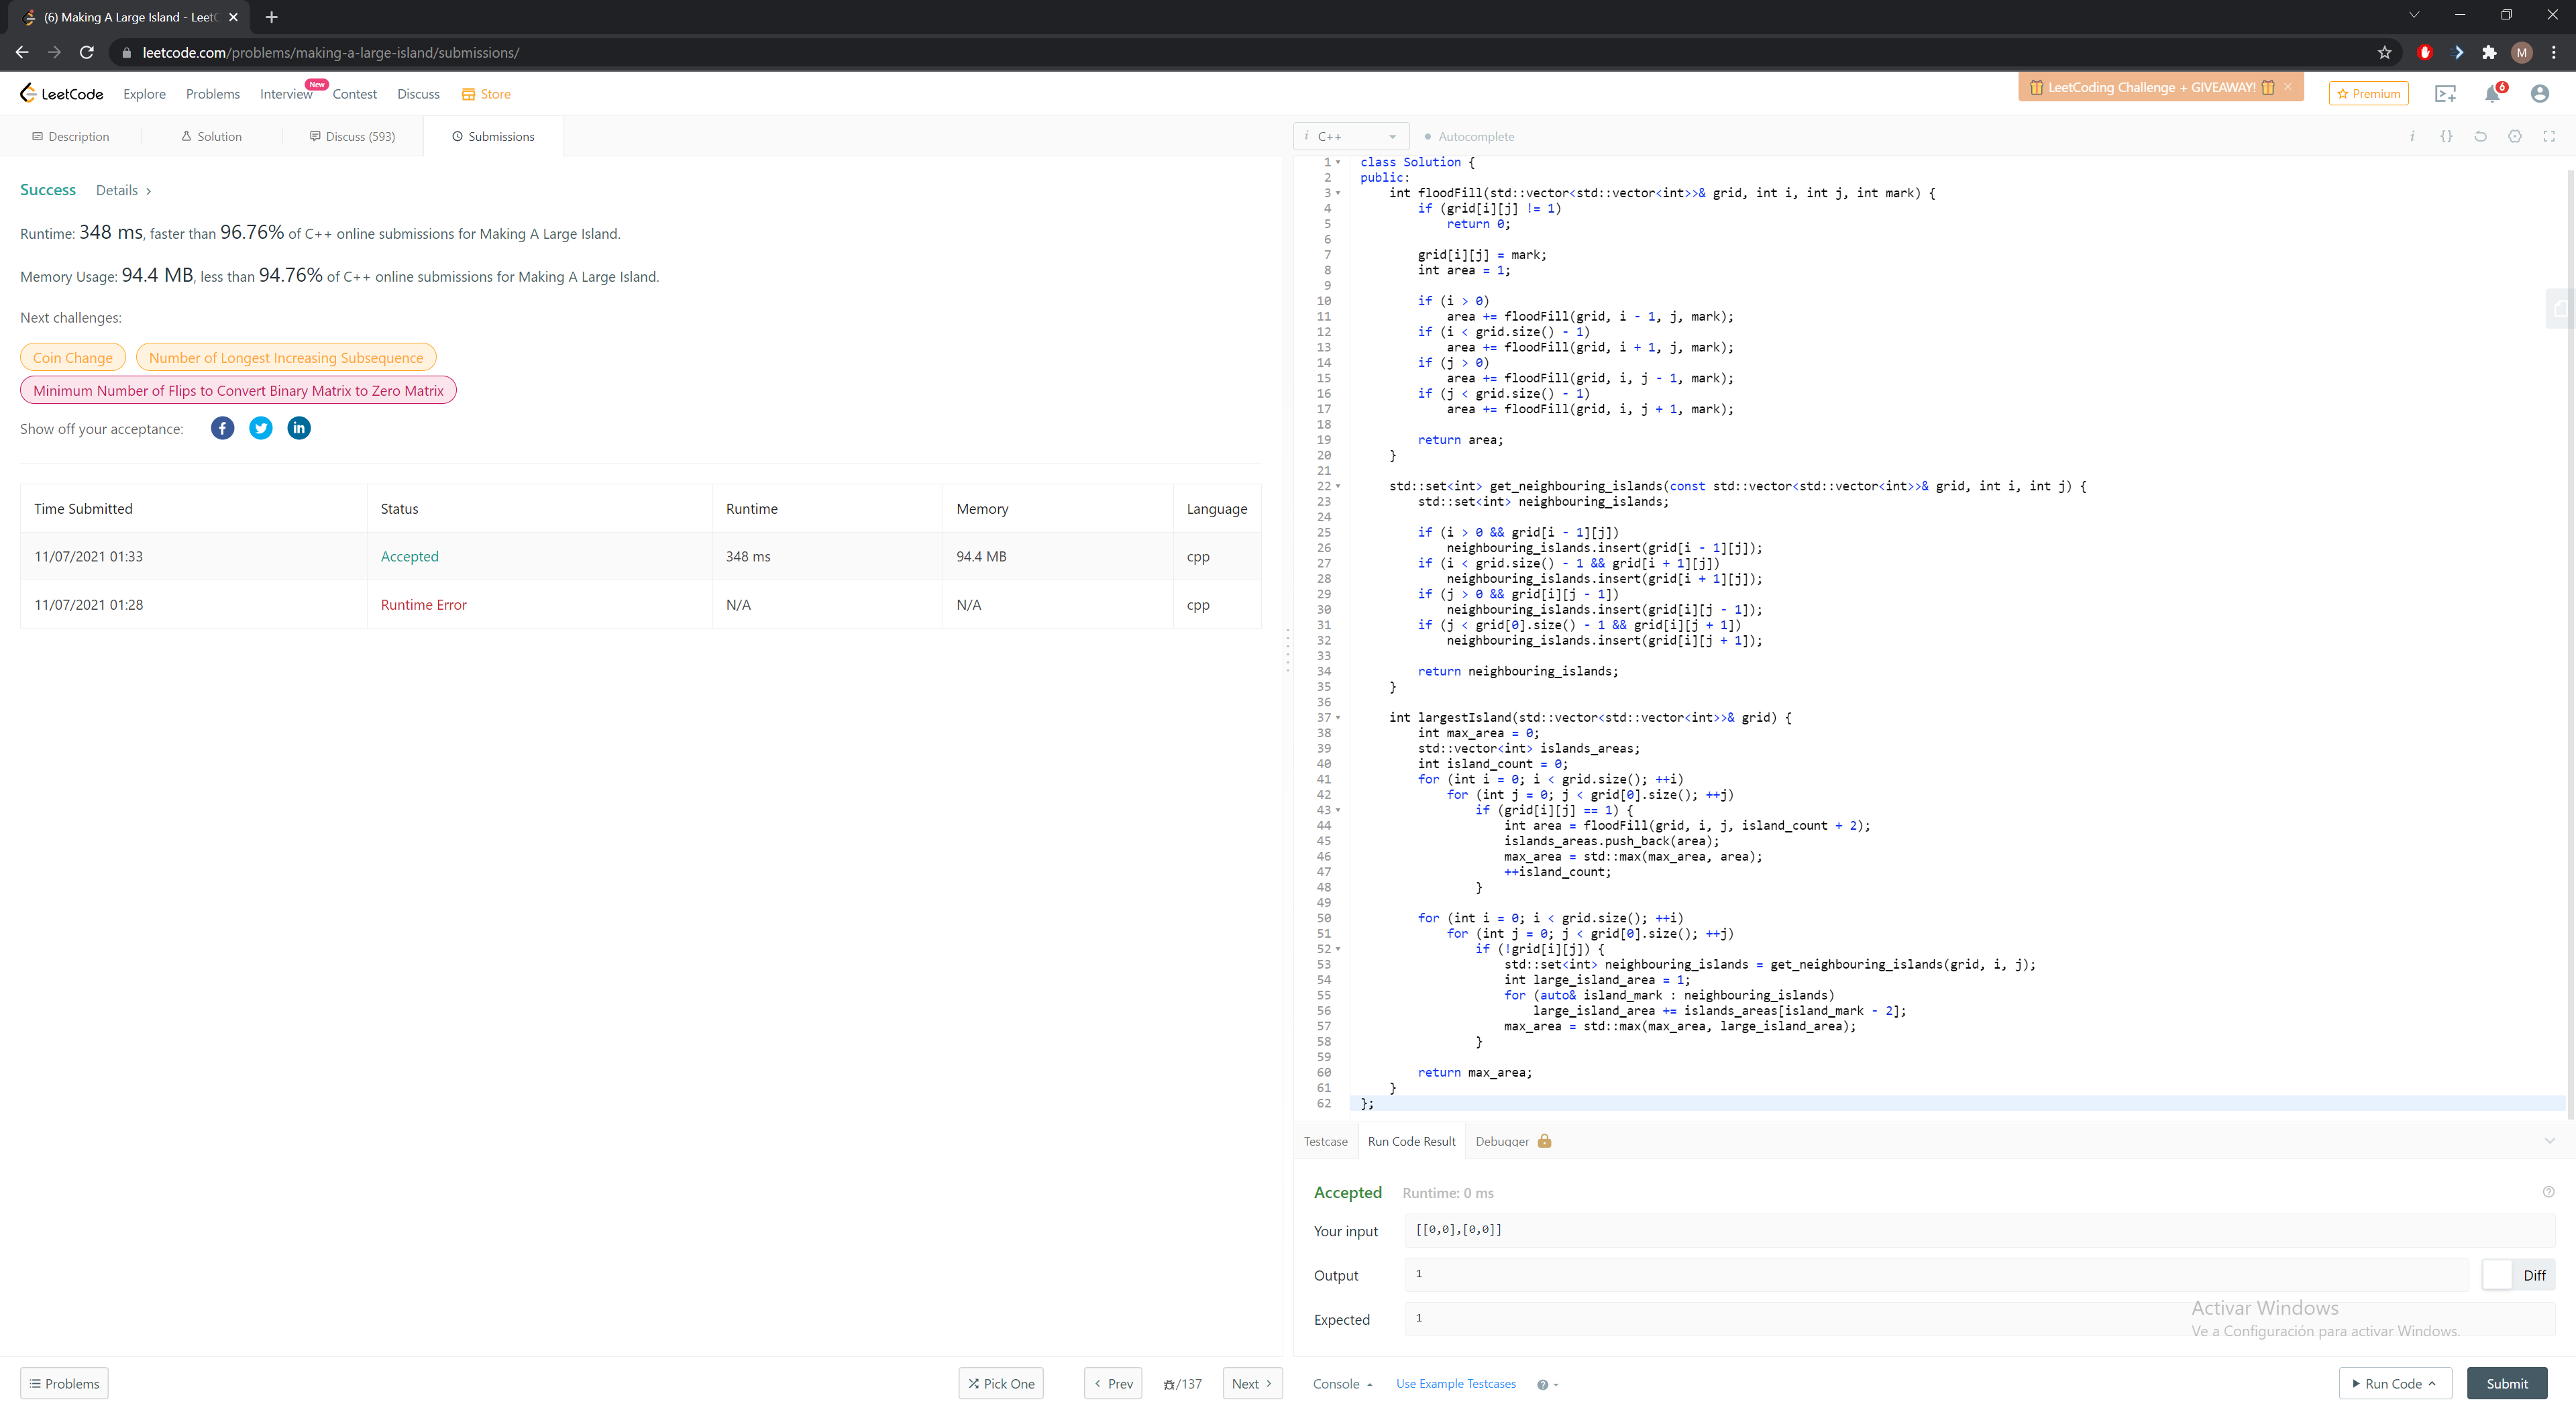 (6) Making A Large Island - Leet
leetcode.com/problems/making-a-large-island/submissions/
M
LeetCode Explore Problems Interview New Contest Discuss Store
LeetCoding Challenge + GIVEAWAY! ×
Premium
6
Description Solution Discuss (593) Submissions
i C++ Autocomplete
i {}
Success Details >
Runtime: 348 ms, faster than 96.76% of C++ online submissions for Making A Large Island.
Memory Usage: 94.4 MB, less than 94.76% of C++ online submissions for Making A Large Island.
Next challenges:
Coin Change Number of Longest Increasing Subsequence
Minimum Number of Flips to Convert Binary Matrix to Zero Matrix
Show off your acceptance: f in
Time Submitted Status Runtime Memory Language
11/07/2021 01:33 Accepted 348 ms 94.4 MB cpp
11/07/2021 01:28 Runtime Error N/A N/A cpp
1 class Solution {
2 public:
3 int floodFill(std::vector<std::vector<int>>& grid, int i, int j, int mark) {
4 if (grid[i][j] != 1)
5 return 0;
6
7 grid[i][j] = mark;
8 int area = 1;
9
10 if (i > 0)
11 area += floodFill(grid, i - 1, j, mark);
12 if (i < grid.size() - 1)
13 area += floodFill(grid, i + 1, j, mark);
14 if (j > 0)
15 area += floodFill(grid, i, j - 1, mark);
16 if (j < grid.size() - 1)
17 area += floodFill(grid, i, j + 1, mark);
18
19 return area;
20 }
21
22 std::set<int> get_neighbouring_islands(const std::vector<std::vector<int>>& grid, int i, int j) {
23 std::set<int> neighbouring_islands;
24
25 if (i > 0 && grid[i - 1][j])
26 neighbouring_islands.insert(grid[i - 1][j]);
27 if (i < grid.size() - 1 && grid[i + 1][j])
28 neighbouring_islands.insert(grid[i + 1][j]);
29 if (j > 0 && grid[i][j - 1])
30 neighbouring_islands.insert(grid[i][j - 1]);
31 if (j < grid[0].size() - 1 && grid[i][j + 1])
32 neighbouring_islands.insert(grid[i][j + 1]);
33
34 return neighbouring_islands;
35 }
36
37 int largestIsland(std::vector<std::vector<int>>& grid) {
38 int max_area = 0;
39 std::vector<int> islands_areas;
40 int island_count = 0;
41 for (int i = 0; i < grid.size(); ++i)
42 for (int j = 0; j < grid[0].size(); ++j)
43 if (grid[i][j] == 1) {
44 int area = floodFill(grid, i, j, island_count + 2);
45 islands_areas.push_back(area);
46 max_area = std::max(max_area, area);
47 ++island_count;
48 }
49
50 for (int i = 0; i < grid.size(); ++i)
51 for (int j = 0; j < grid[0].size(); ++j)
52 if (!grid[i][j]) {
53 std::set<int> neighbouring_islands = get_neighbouring_islands(grid, i, j);
54 int large_island_area = 1;
55 for (auto& island_mark : neighbouring_islands)
56 large_island_area += islands_areas[island_mark - 2];
57 max_area = std::max(max_area, large_island_area);
58 }
59
60 return max_area;
61 }
62 };
Testcase Run Code Result Debugger
Accepted Runtime: 0 ms
Your input [[0,0],[0,0]]
Output 1 Diff
Expected 1
Activar Windows
Ve a Configuración para activar Windows.
Problems Pick One < Prev /137 Next > Console Use Example Testcases Run Code Submit